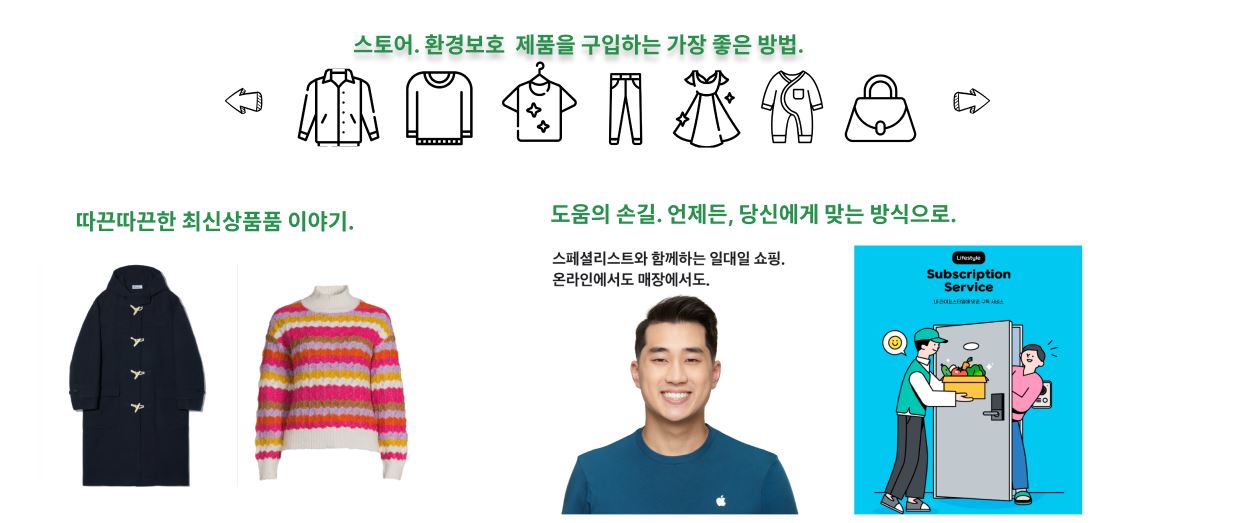 스토어. 환경보호 제품을 구입하는 가장 좋은 방법.
따끈따끈한 최신상품품 이야기.
도움의 손길. 언제든, 당신에게 맞는 방식으로.
스페셜리스트와 함께하는 일대일 쇼핑.
온라인에서도 매장에서도.
Lifestyle
Subscription
Service